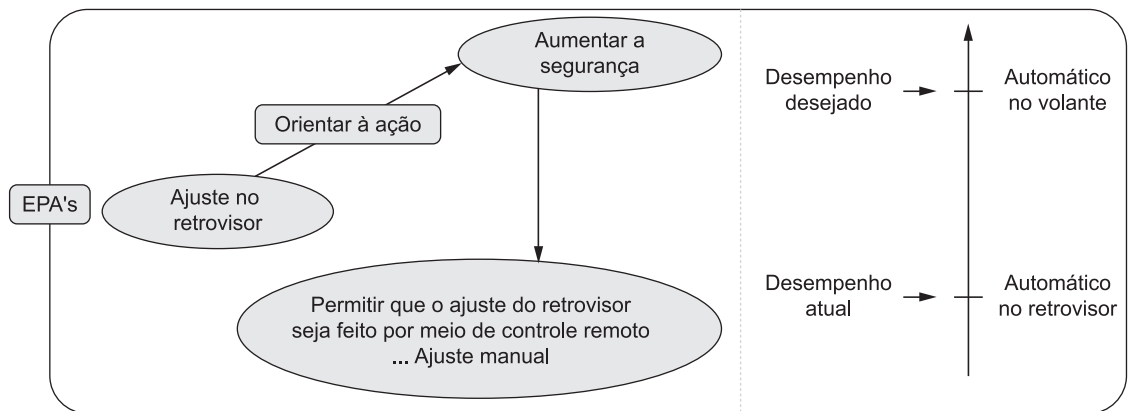 Aumentar a
segurança
Orientar à ação
EPA's
Ajuste no
retrovisor
Permitir que o ajuste do retrovisor
seja feito por meio de controle remoto
... Ajuste manual
Desempenho
desejado
Automático
no volante
Desempenho
atual
Automático
no retrovisor